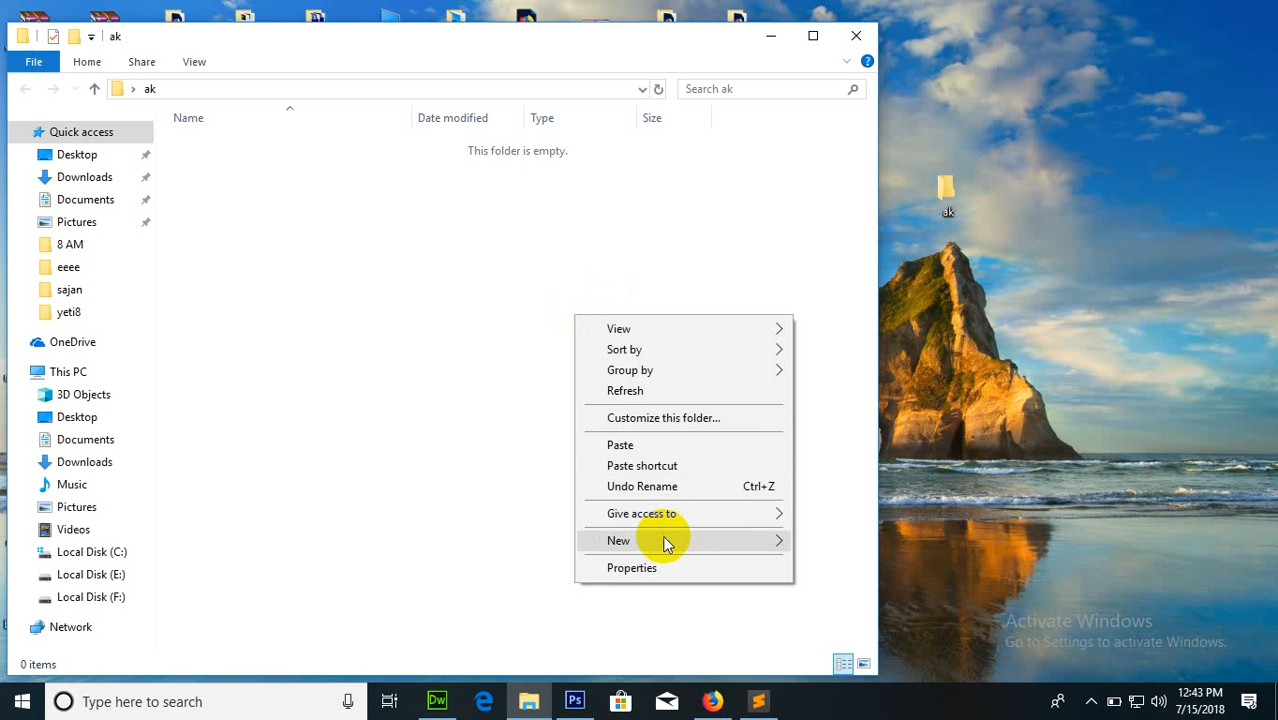 ak
File
Home
Share
View
ak
Search ak
Name
Date modified
Type
Size
This folder is empty.
Quick access
Desktop
Downloads
Documents
Pictures
8 AM
eeee
sajan
yeti8
OneDrive
This PC
3D Objects
Desktop
Documents
Downloads
Music
Pictures
Videos
Local Disk (C:)
Local Disk (E:)
Local Disk (F:)
Network
0 items
View
Sort by
Group by
Refresh
Customize this folder...
Paste
Paste shortcut
Undo Rename Ctrl+Z
Give access to
New
Properties
ak
Activate Windows
Go to Settings to activate Windows.
Type here to search
Dw
Ps
12:43 PM
7/15/2018